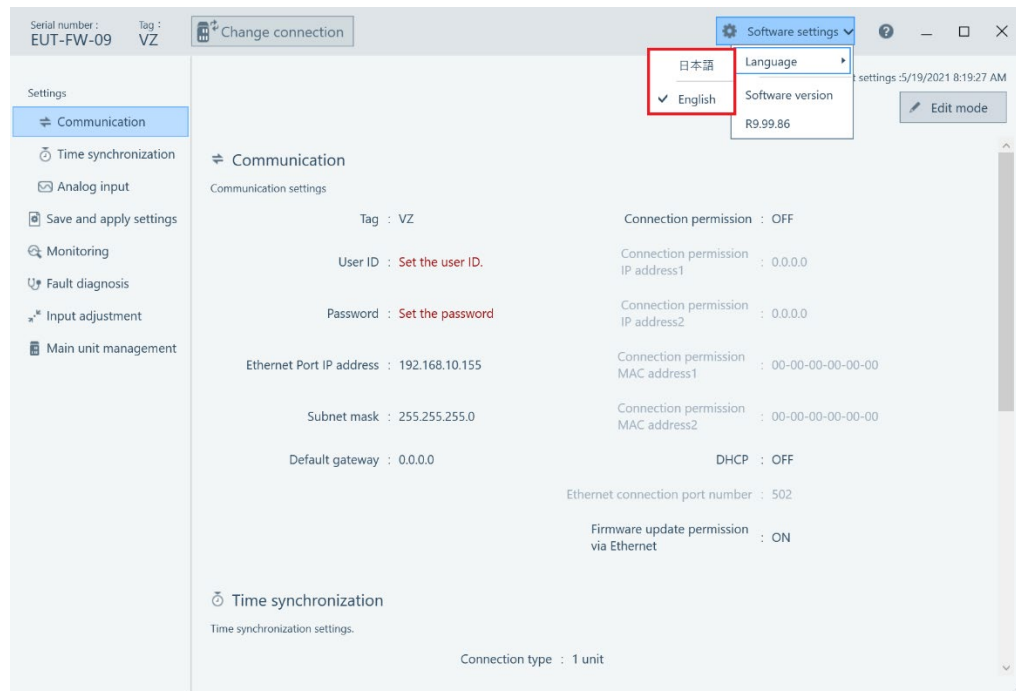 Serial number :
EUT-FW-09
Tag :
VZ
Change connection
Software settings
日本語
English
Language
Software version
R9.99.86
settings :5/19/2021 8:19:27 AM
Edit mode
Settings
Communication
Time synchronization
Analog input
Save and apply settings
Monitoring
Fault diagnosis
Input adjustment
Main unit management
Communication
Communication settings
Tag : VZ
Connection permission : OFF
User ID : Set the user ID.
Connection permission
IP address1 : 0.0.0.0
Password : Set the password
Connection permission
IP address2 : 0.0.0.0
Ethernet Port IP address : 192.168.10.155
Connection permission
MAC address1 : 00-00-00-00-00-00
Subnet mask : 255.255.255.0
Connection permission
MAC address2 : 00-00-00-00-00-00
Default gateway : 0.0.0.0
DHCP : OFF
Ethernet connection port number : 502
Firmware update permission
via Ethernet : ON
Time synchronization
Time synchronization settings.
Connection type : 1 unit